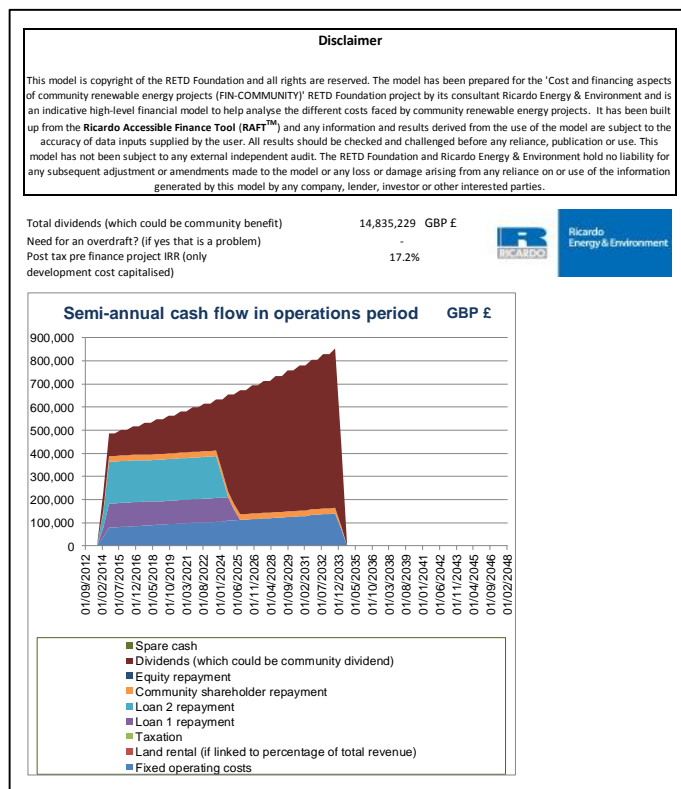 Disclaimer
This model is copyright of the RETD Foundation and all rights are reserved. The model has been prepared for the 'Cost and financing aspects
of community renewable energy projects (FIN-COMMUNITY)' RETD Foundation project by its consultant Ricardo Energy & Environment and is
an indicative high-level financial model to help analyse the different costs faced by community renewable energy projects. It has been built
up from the Ricardo Accessible Finance Tool (RAFT™) and any information and results derived from the use of the model are subject to the
accuracy of data inputs supplied by the user. All results should be checked and challenged before any reliance, publication or use. This
model has not been subject to any external independent audit. The RETD Foundation and Ricardo Energy & Environment hold no liability for
any subsequent adjustment or amendments made to the model or any loss or damage arising from any reliance on or use of the information
generated by this model by any company, lender, investor or other interested parties.
Total dividends (which could be community benefit) 14,835,229 GBP £
Need for an overdraft? (if yes that is a problem) -
Post tax pre finance project IRR (only 17.2%
development cost capitalised)
RICARDO
Ricardo
Energy & Environment
Semi-annual cash flow in operations period GBP £
900,000
800,000
700,000
600,000
500,000
400,000
300,000
200,000
100,000
0
01/09/2012
01/02/2014
01/07/2015
01/12/2016
01/05/2018
01/10/2019
01/03/2021
01/08/2022
01/01/2024
01/06/2025
01/11/2026
01/04/2028
01/09/2029
01/02/2031
01/07/2032
01/12/2033
01/05/2035
01/10/2036
01/03/2038
01/08/2039
01/01/2041
01/06/2042
01/11/2043
01/04/2045
01/09/2046
01/02/2048
Spare cash
Dividends (which could be community dividend)
Equity repayment
Community shareholder repayment
Loan 2 repayment
Loan 1 repayment
Taxation
Land rental (if linked to percentage of total revenue)
Fixed operating costs